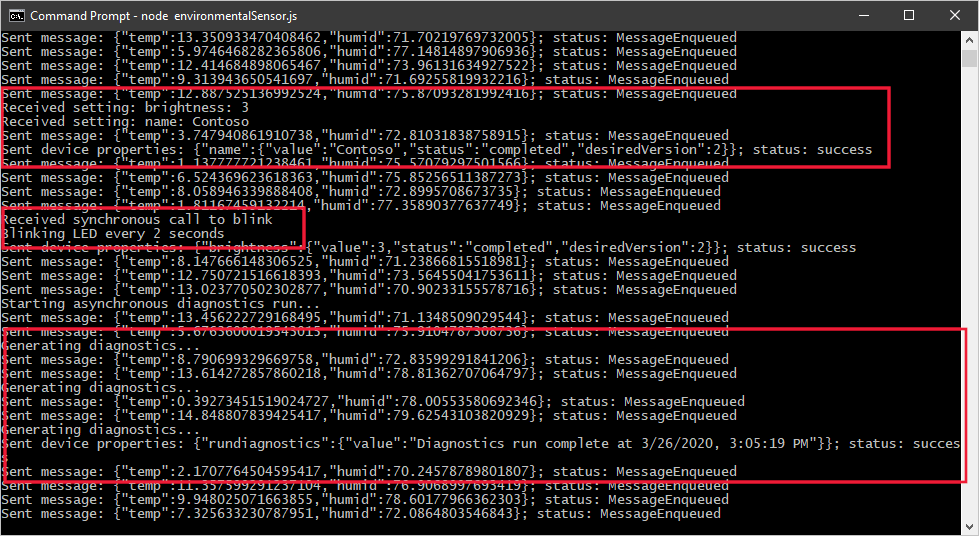 Command Prompt - node environmentalSensor.js
Sent message: {"temp":13.350933470408462,"humid":71.70219769732005}; status: MessageEnqueued
Sent message: {"temp":5.9746468282365806,"humid":77.14814897906936}; status: MessageEnqueued
Sent message: {"temp":12.414684898065467,"humid":73.96131634927522}; status: MessageEnqueued
Sent message: {"temp":9.313943650541697,"humid":71.69255819932216}; status: MessageEnqueued
Sent message: {"temp":12.887525136992524,"humid":75.87093281992416}; status: MessageEnqueued
Received setting: brightness: 3
Received setting: name: Contoso
Sent message: {"temp":3.747940861910738,"humid":72.81031838758915}; status: MessageEnqueued
Sent device properties: {"name":{"value":"Contoso","status":"completed","desiredVersion":2}}; status: success
Sent message: {"temp":1.137777721238461,"humid":75.57079297501566}; status: MessageEnqueued
Sent message: {"temp":6.524369623618363,"humid":75.85256511387273}; status: MessageEnqueued
Sent message: {"temp":8.058946339888408,"humid":72.8995708673735}; status: MessageEnqueued
Sent message: {"temp":1.81167459132214,"humid":77.35890377637749}; status: MessageEnqueued
Received synchronous call to blink
Blinking LED every 2 seconds
Sent device properties: {"brightness":{"value":3,"status":"completed","desiredVersion":2}}; status: success
Sent message: {"temp":8.147666148306525,"humid":71.23866815518981}; status: MessageEnqueued
Sent message: {"temp":12.750721516618393,"humid":73.56455041753611}; status: MessageEnqueued
Sent message: {"temp":13.023770502302877,"humid":70.90233155578716}; status: MessageEnqueued
Starting asynchronous diagnostics run...
Sent message: {"temp":13.456222729168495,"humid":71.1348509029544}; status: MessageEnqueued
Sent message: {"temp":5.6763600019543015,"humid":75.9104787308736}; status: MessageEnqueued
Generating diagnostics...
Sent message: {"temp":8.790699329669758,"humid":72.83599291841206}; status: MessageEnqueued
Sent message: {"temp":13.614272857860218,"humid":78.81362707064797}; status: MessageEnqueued
Generating diagnostics...
Sent message: {"temp":0.39273451519024727,"humid":78.00553580692346}; status: MessageEnqueued
Sent message: {"temp":14.848807839425417,"humid":79.62543103820929}; status: MessageEnqueued
Generating diagnostics...
Sent device properties: {"rundiagnostics":{"value":"Diagnostics run complete at 3/26/2020, 3:05:19 PM"}}; status: succes
s
Sent message: {"temp":2.1707764504595417,"humid":70.24578789801807}; status: MessageEnqueued
Sent message: {"temp":11.357599291237104,"humid":76.90689976934​19}; status: MessageEnqueued
Sent message: {"temp":9.948025071663855,"humid":78.60177966362303}; status: MessageEnqueued
Sent message: {"temp":7.325633230787951,"humid":72.0864803546843}; status: MessageEnqueued